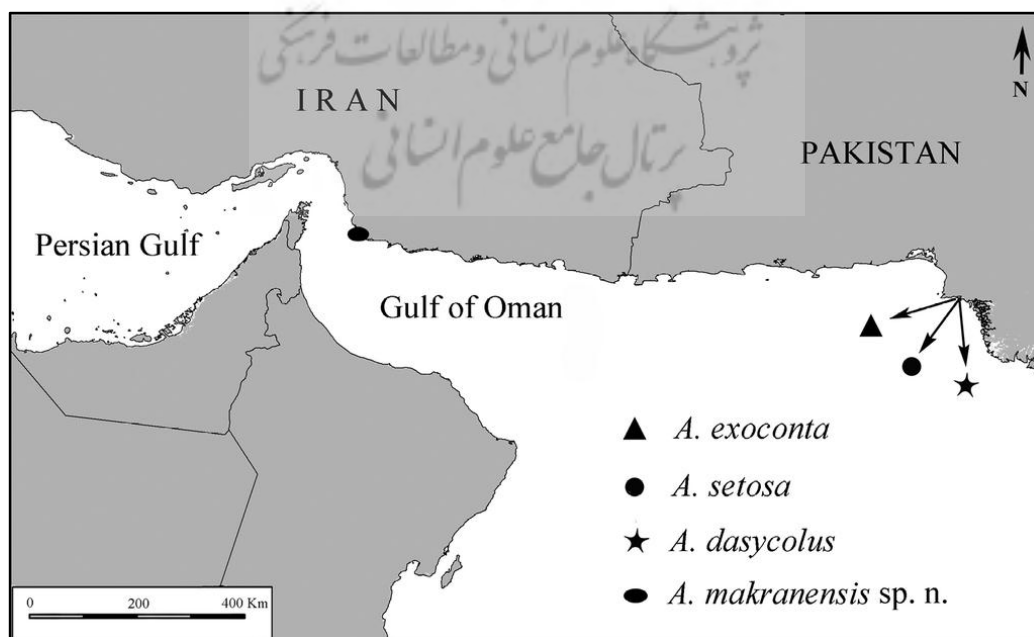 پژوهشگاه علوم انسانی و مطالعات فرهنگی
پرتال جامع علوم انسانی
N
IRAN
PAKISTAN
Persian Gulf
Gulf of Oman
A. exoconta
A. setosa
A. dasycolus
A. makranensis sp. n.
0 200 400 Km